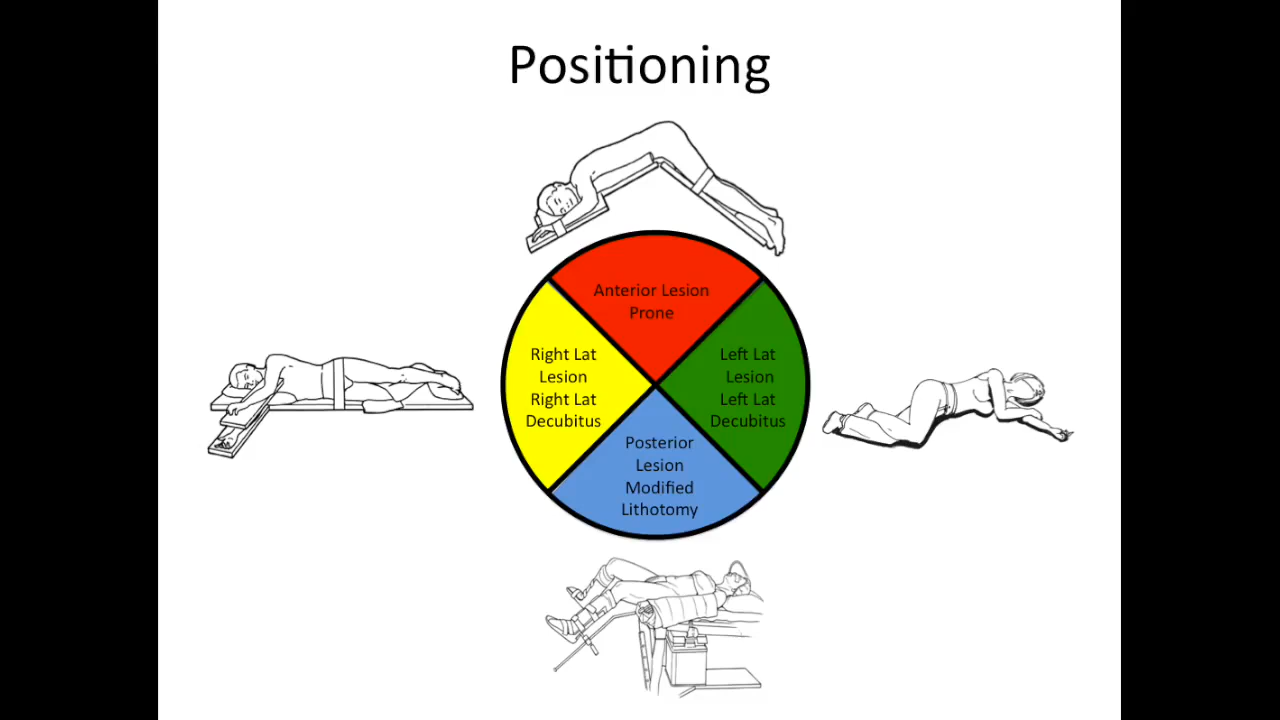 Positioning
Anterior Lesion
Prone
Right Lat
Lesion
Right Lat
Decubitus
Left Lat
Lesion
Left Lat
Decubitus
Posterior
Lesion
Modified
Lithotomy